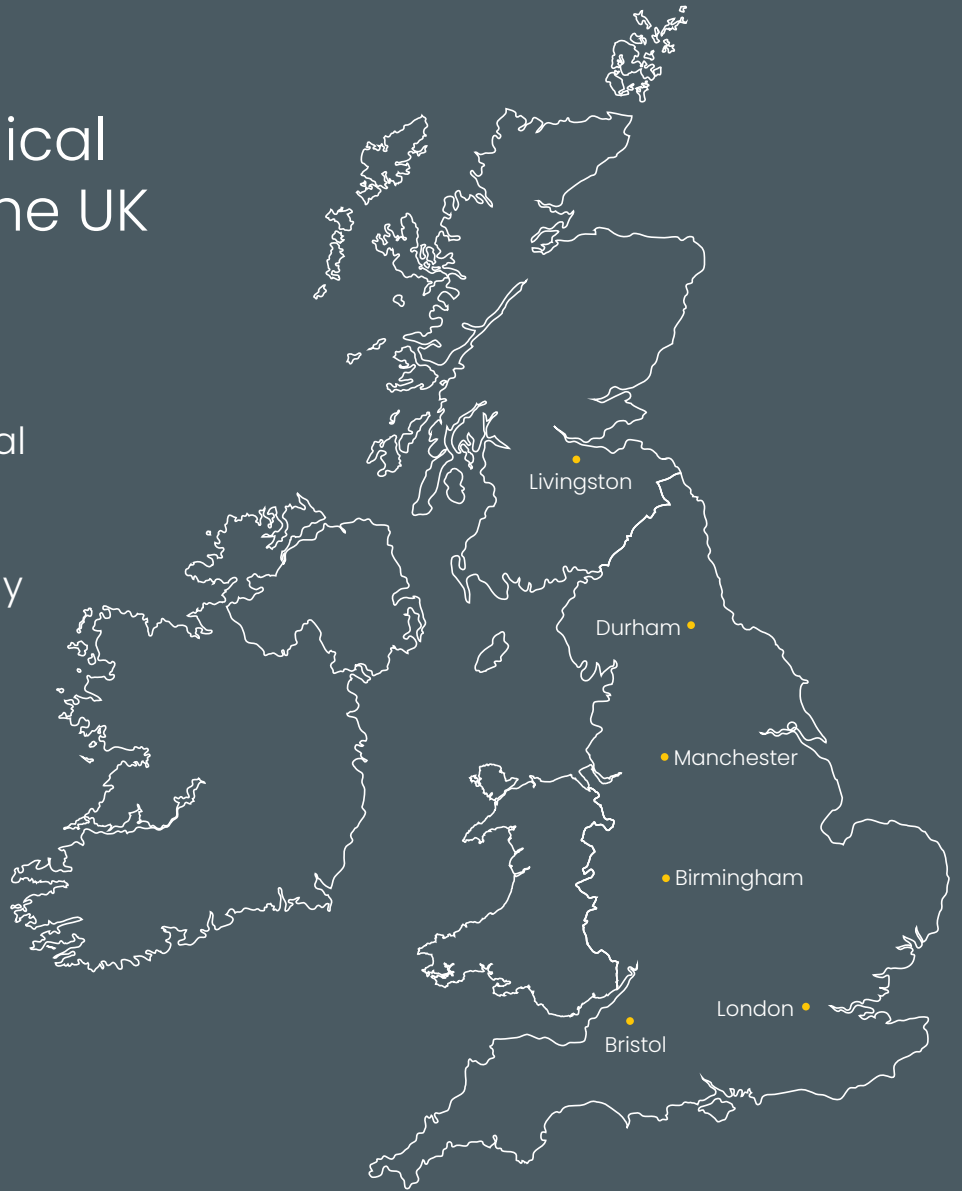 ical
ne UK
al
y
Livingston
Durham
Manchester
Birmingham
London
Bristol